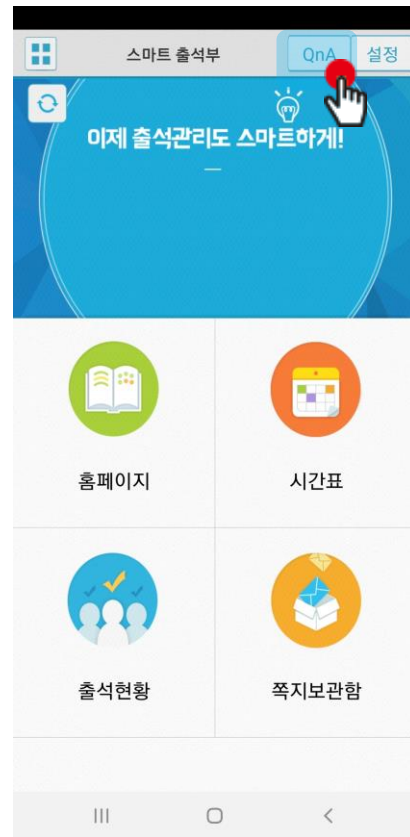 스마트 출석부
QnA
설정
이제 출석관리도 스마트하게!
홈페이지
시간표
출석현황
쪽지보관함